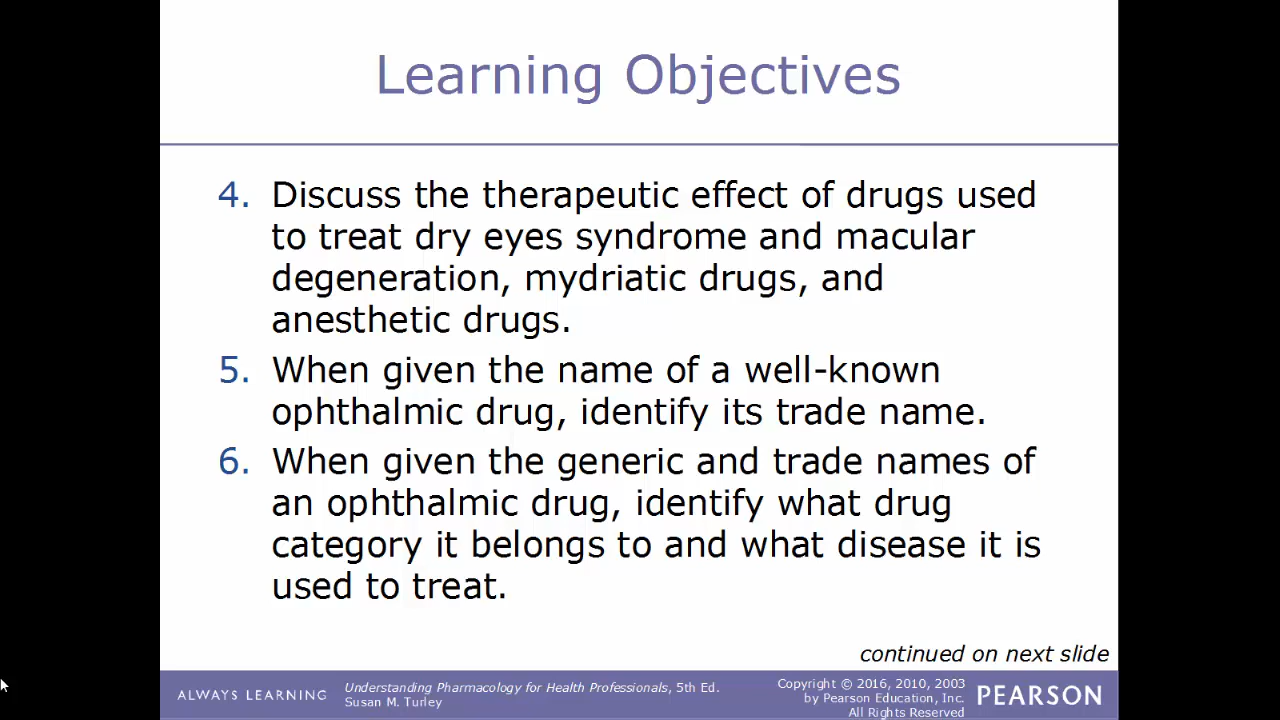 Learning Objectives
4. Discuss the therapeutic effect of drugs used
to treat dry eyes syndrome and macular
degeneration, mydriatic drugs, and
anesthetic drugs.
5. When given the name of a well-known
ophthalmic drug, identify its trade name.
6. When given the generic and trade names of
an ophthalmic drug, identify what drug
category it belongs to and what disease it is
used to treat.
continued on next slide
ALWAYS LEARNING
Understanding Pharmacology for Health Professionals, 5th Ed.
Susan M. Turley
Copyright © 2016, 2010, 2003
by Pearson Education, Inc.
All Rights Reserved
PEARSON